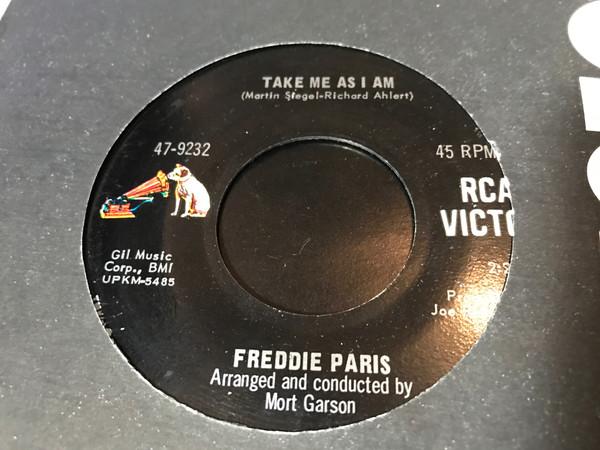 TAKE ME AS I AM
(Martin Siegel-Richard Ahlert)
47-9232
45 RPM
RCA
VICTO
Gil Music
Corp., BMI
UPKM-5485
Joe
FREDDIE PARIS
Arranged and conducted by
Mort Garson